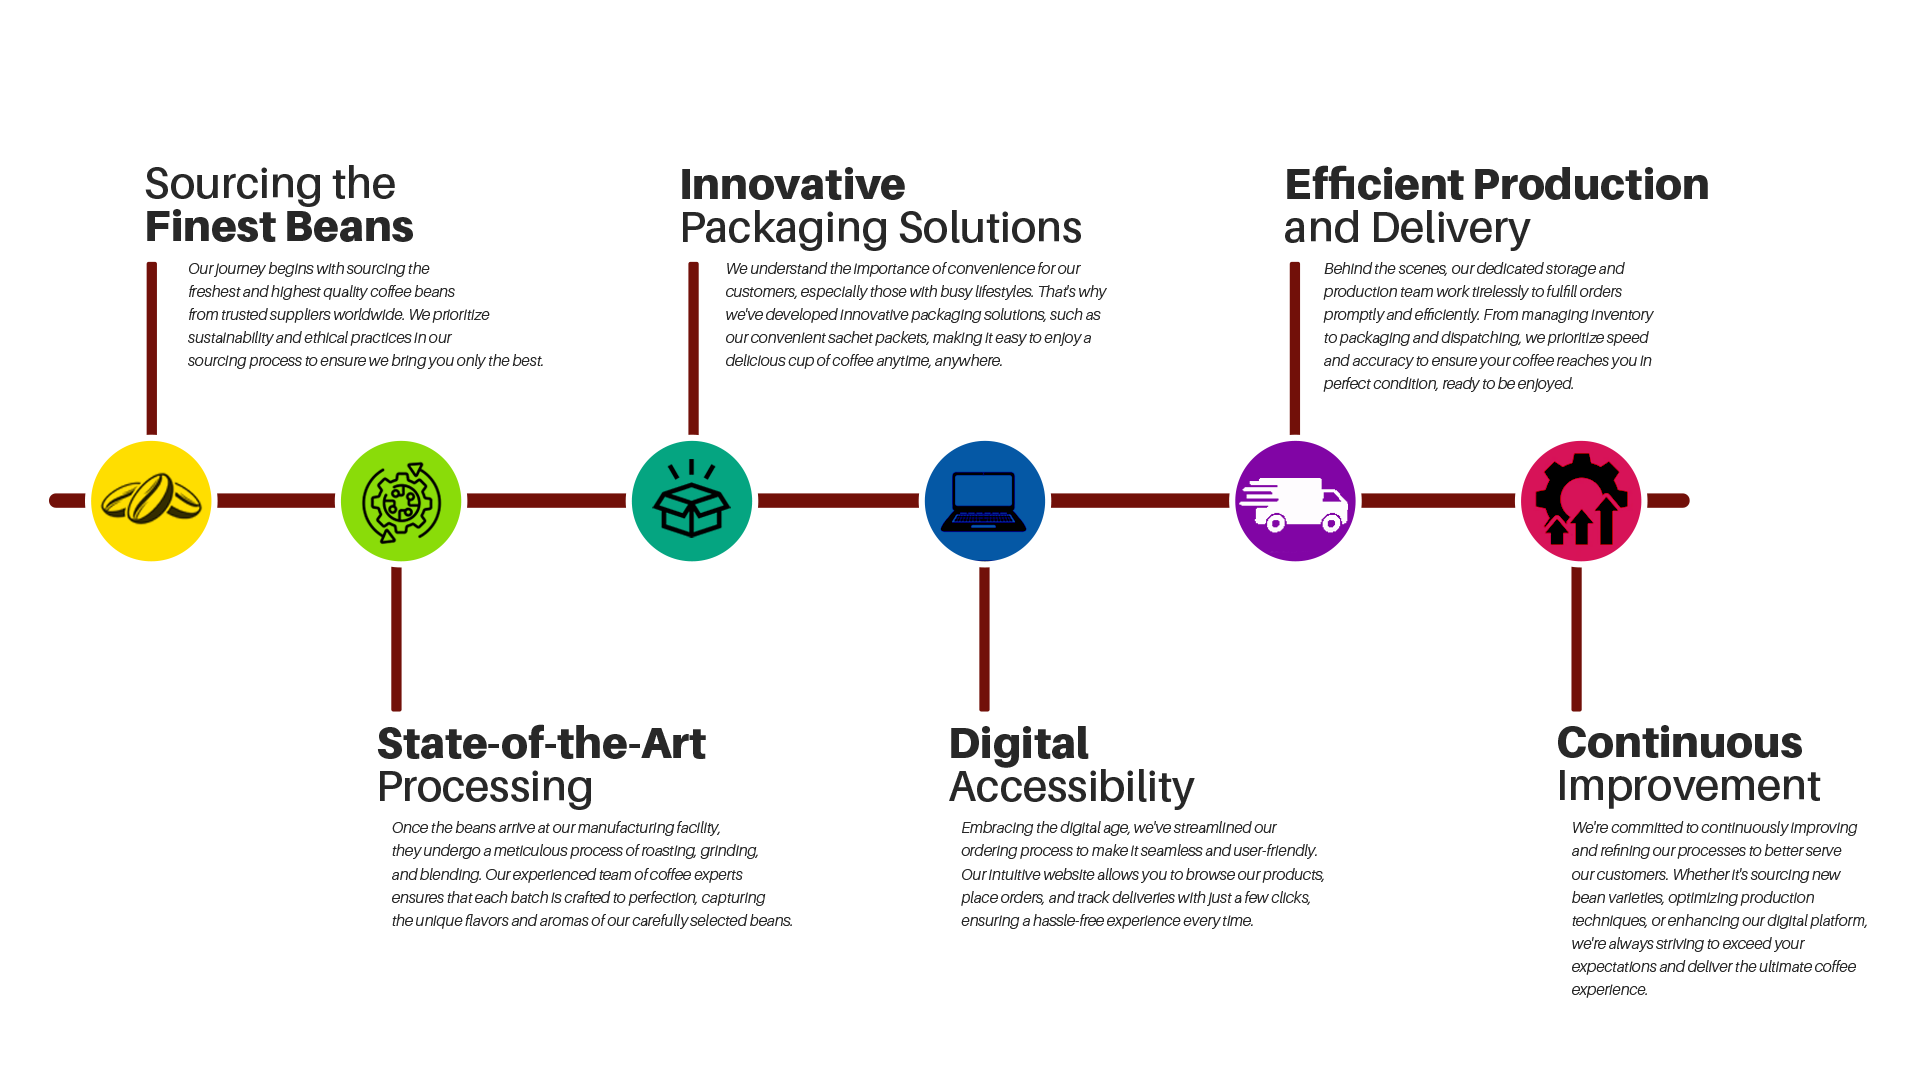 Sourcing the
Finest Beans
Our journey begins with sourcing the
freshest and highest quality coffee beans
from trusted suppliers worldwide. We prioritize
sustainability and ethical practices in our
sourcing process to ensure we bring you only the best.
State-of-the-Art
Processing
Once the beans arrive at our manufacturing facility,
they undergo a meticulous process of roasting, grinding,
and blending. Our experienced team of coffee experts
ensures that each batch is crafted to perfection, capturing
the unique flavors and aromas of our carefully selected beans.
Innovative
Packaging Solutions
We understand the importance of convenience for our
customers, especially those with busy lifestyles. That's why
we've developed innovative packaging solutions, such as
our convenient sachet packets, making it easy to enjoy a
delicious cup of coffee anytime, anywhere.
Digital
Accessibility
Embracing the digital age, we've streamlined our
ordering process to make it seamless and user-friendly.
Our intuitive website allows you to browse our products,
place orders, and track deliveries with just a few clicks,
ensuring a hassle-free experience every time.
Efficient Production
and Delivery
Behind the scenes, our dedicated storage and
production team work tirelessly to fulfill orders
promptly and efficiently. From managing inventory
to packaging and dispatching, we prioritize speed
and accuracy to ensure your coffee reaches you in
perfect condition, ready to be enjoyed.
Continuous
Improvement
We're committed to continuously improving
and refining our processes to better serve
our customers. Whether it's sourcing new
bean varieties, optimizing production
techniques, or enhancing our digital platform,
we're always striving to exceed your
expectations and deliver the ultimate coffee
experience.